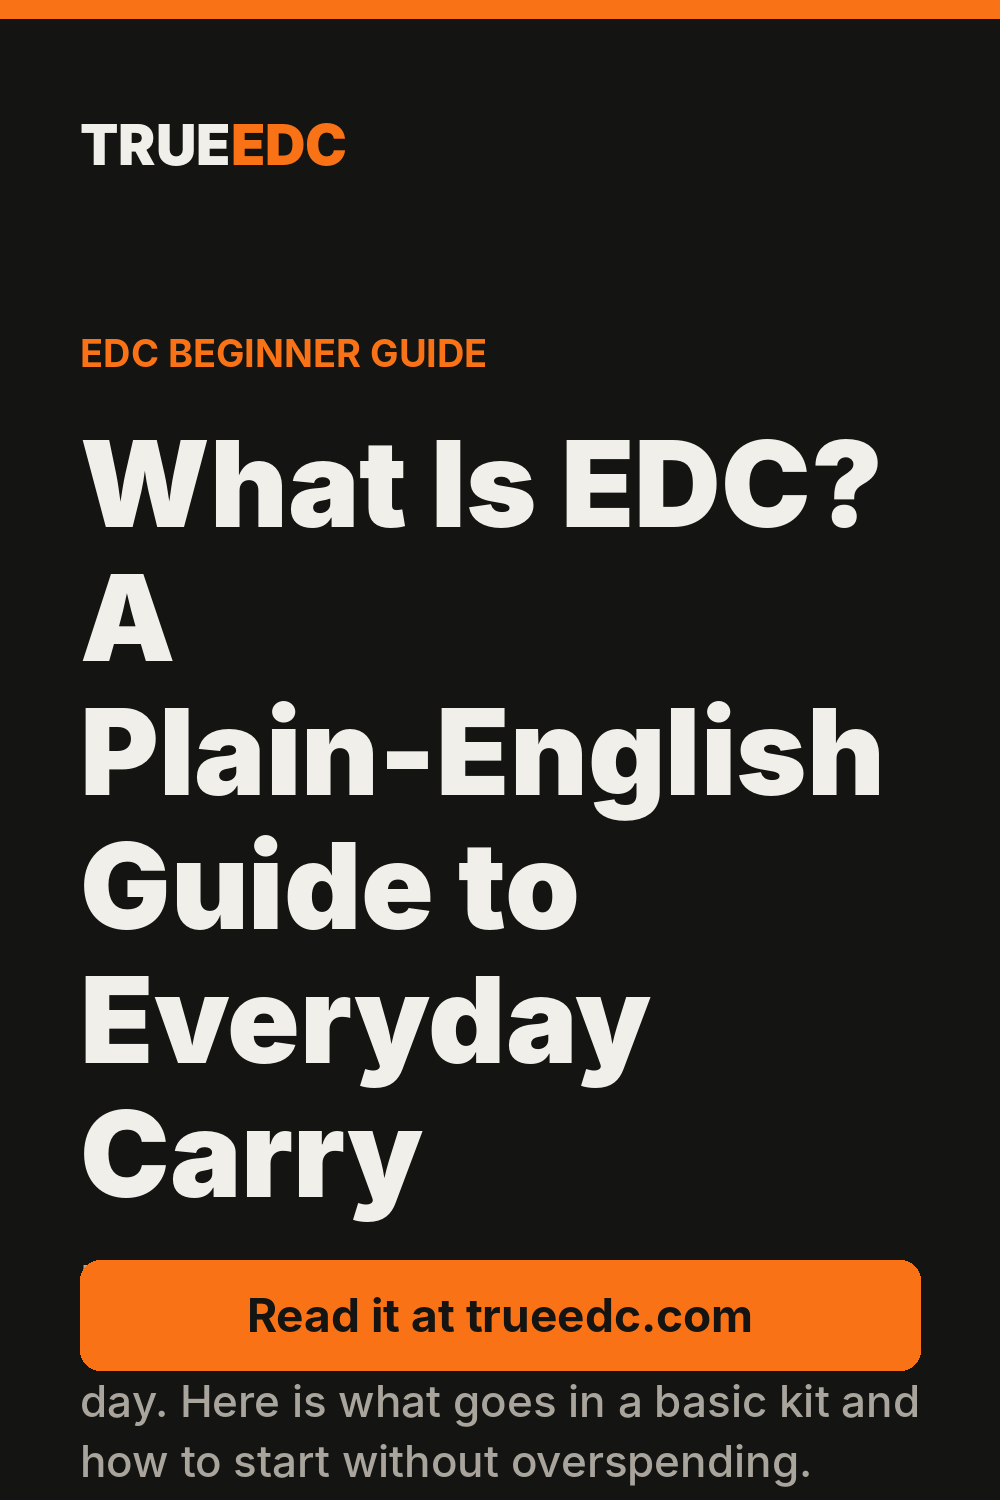 TRUEEDC
EDC BEGINNER GUIDE
What Is EDC?
A
Plain-English
Guide to
Everyday
Carry
Read it at trueedc.com
day. Here is what goes in a basic kit and
how to start without overspending.